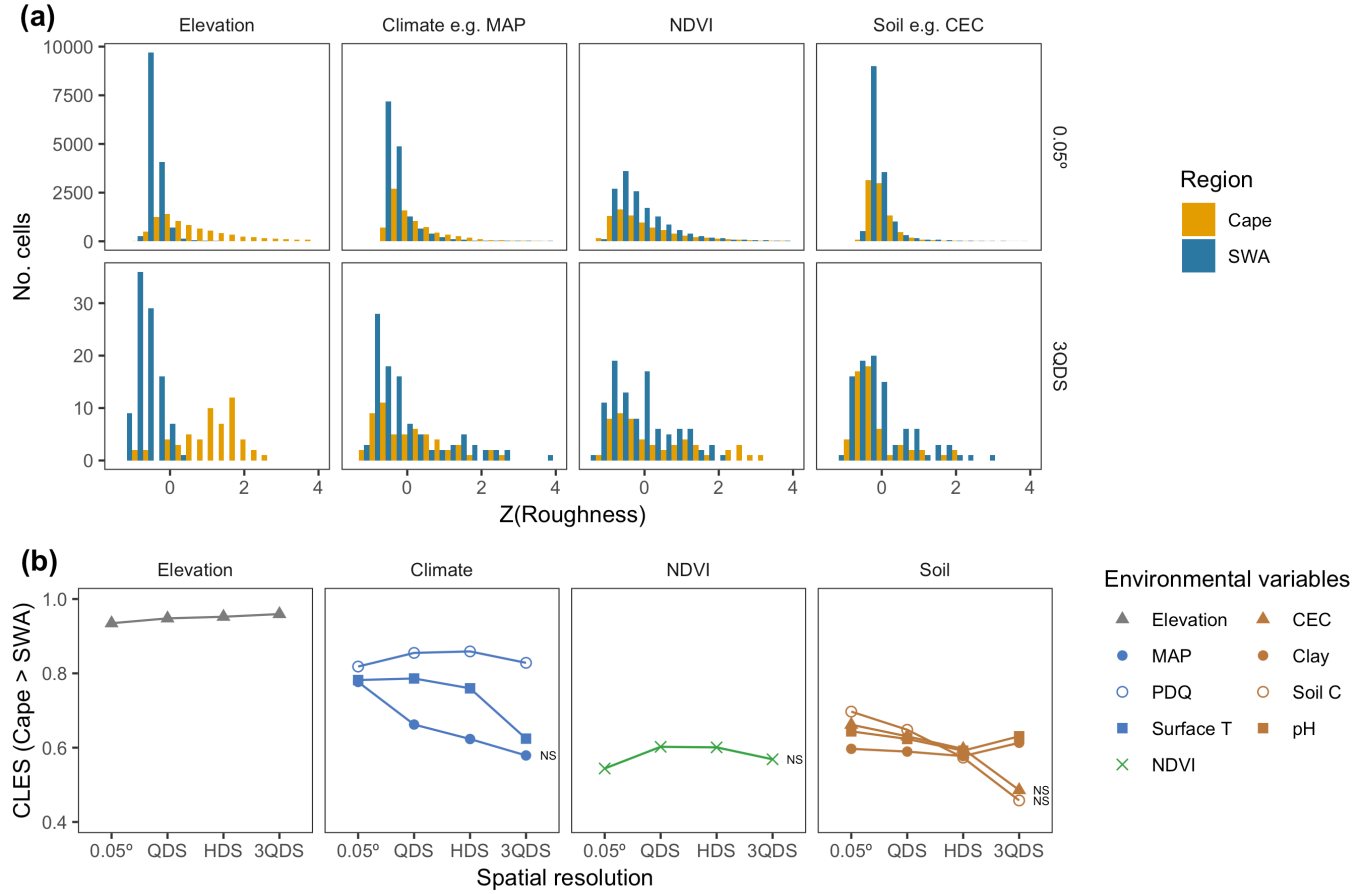 (a)
Elevation
Climate e.g. MAP
NDVI
Soil e.g. CEC
No. cells
10000
7500
5000
2500
0
0.05º
30
20
10
0
3QDS
0 2 4
0 2 4
0 2 4
0 2 4
Z(Roughness)
Region
Cape
SWA
(b)
Elevation
Climate
NDVI
Soil
CLES (Cape > SWA)
1.0
0.8
0.6
0.4
NS
NS
NS
NS
0.05º QDS HDS 3QDS
0.05º QDS HDS 3QDS
0.05º QDS HDS 3QDS
0.05º QDS HDS 3QDS
Spatial resolution
Environmental variables
Elevation
MAP
PDQ
Surface T
NDVI
CEC
Clay
Soil C
pH